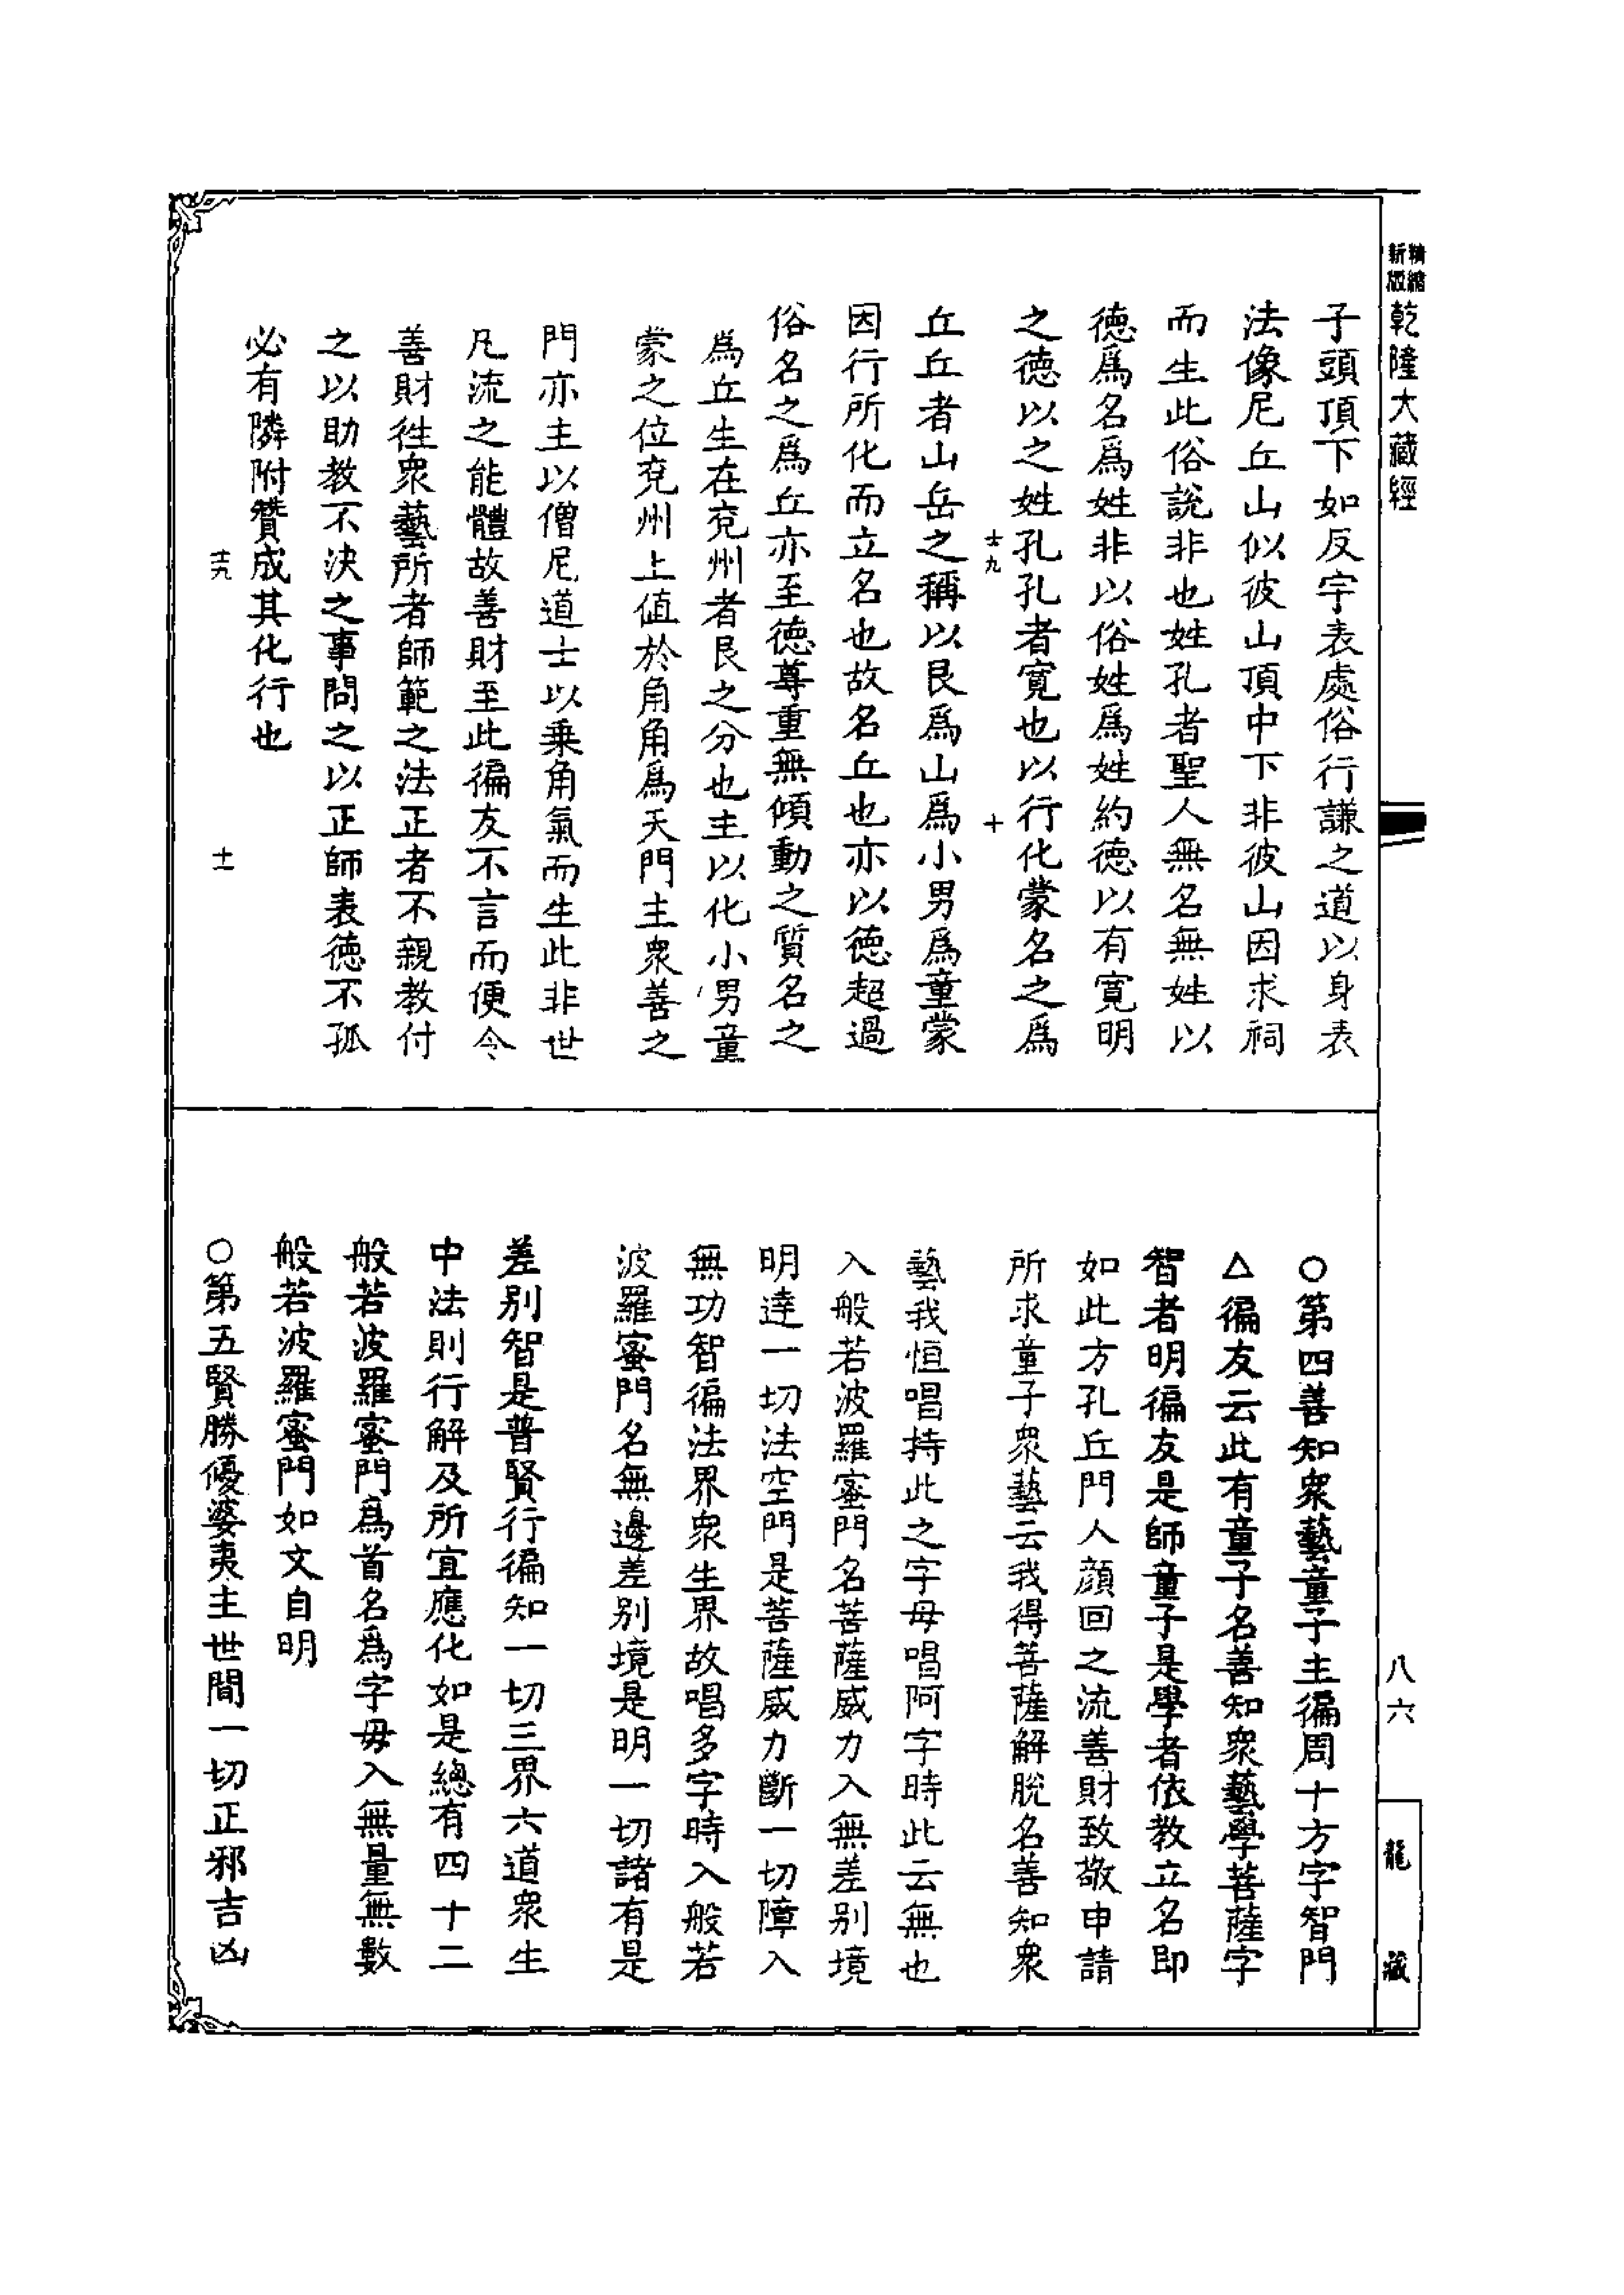 精縮
新版
乾隆大藏經
子頭頂下如反宇表處俗行謙之道以身表
法像尼丘山似彼山頂中下非彼山因求祠
而生此俗說非也姓孔者聖人無名無姓以
德爲名爲姓非以俗姓爲姓約德以有寬明
之德以之姓孔孔者寬也以行化蒙名之爲
士九
十
丘丘者山岳之稱以艮爲山爲小男爲童蒙
因行所化而立名也故名丘也亦以德超過
俗名之爲丘亦至德尊重無傾動之質名之
爲丘生在兗州者艮之分也主以化小男童
蒙之位兗州上值於角角爲天門主衆善之
門亦主以僧尼道士以乗角氣而生此非世
凡流之能體故善財至此徧友不言而便令
善財徃衆藝所者師範之法正者不親教付
之以助教不決之事問之以正師表德不孤
必有隣附贊成其化行也
士九
十一
○第四善知衆藝童子主徧周十方字智門
△徧友云此有童子名善知衆藝學菩薩字
智者明徧友是師童子是學者依教立名即
如此方孔丘門人顔回之流善財致敬申請
所求童子衆藝云我得菩薩解脫名善知衆
藝我恒唱持此之字母唱阿字時此云無也
入般若波羅蜜門名菩薩威力入無差別境
明達一切法空門是菩薩威力斷一切障入
無功智徧法界衆生界故唱多字時入般若
波羅蜜門名無邊差別境是明一切諸有是
差別智是普賢行徧知一切三界六道衆生
中法則行解及所宜應化如是總有四十二
般若波羅蜜門爲首名爲字母入無量無數
般若波羅蜜門如文自明
○第五賢勝優婆夷主世間一切正邪吉凶
八六
龍藏